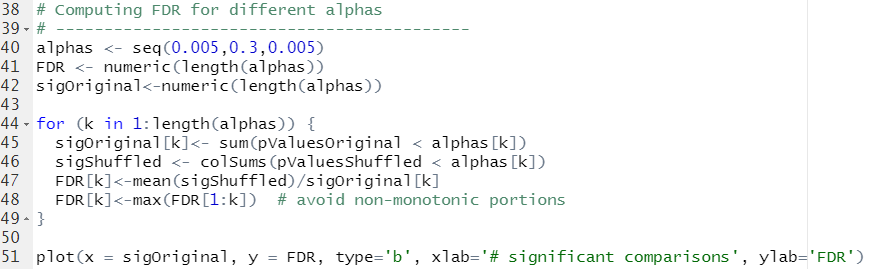 38 # Computing FDR for different alphas
39 # ------------------------------------------
40 alphas <- seq(0.005,0.3,0.005)
41 FDR <- numeric(length(alphas))
42 sigOriginal<-numeric(length(alphas))
43
44 for (k in 1:length(alphas)) {
45   sigOriginal[k]<- sum(pValuesOriginal < alphas[k])
46   sigShuffled <- colSums(pValuesShuffled < alphas[k])
47   FDR[k]<-mean(sigShuffled)/sigOriginal[k]
48   FDR[k]<-max(FDR[1:k])  # avoid non-monotonic portions
49 }
50
51 plot(x = sigOriginal, y = FDR, type='b', xlab='# significant comparisons', ylab='FDR')